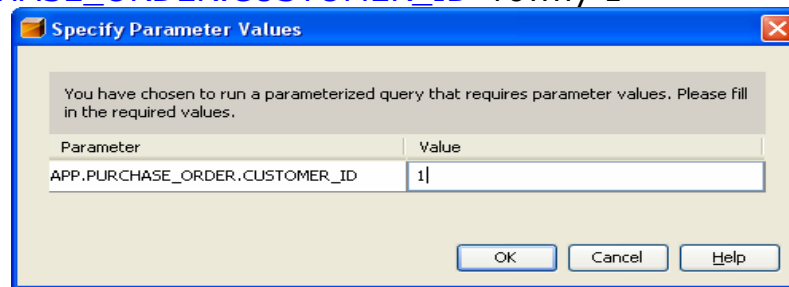 Specify Parameter Values
You have chosen to run a parameterized query that requires parameter values. Please fill
in the required values.
Parameter Value
APP.PURCHASE_ORDER.CUSTOMER_ID 1
OK Cancel Help